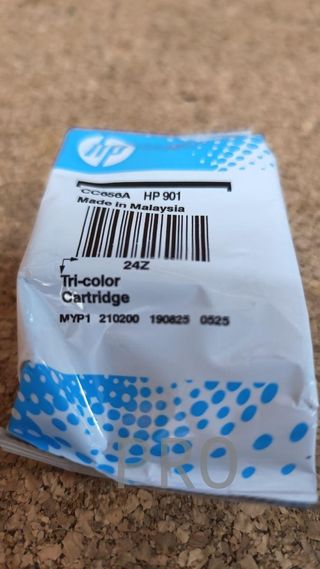 hp
CC656A HP 901
Made in Malaysia
24Z
Tri-color
Cartridge
MYP1 210200 190825 0525
PRO